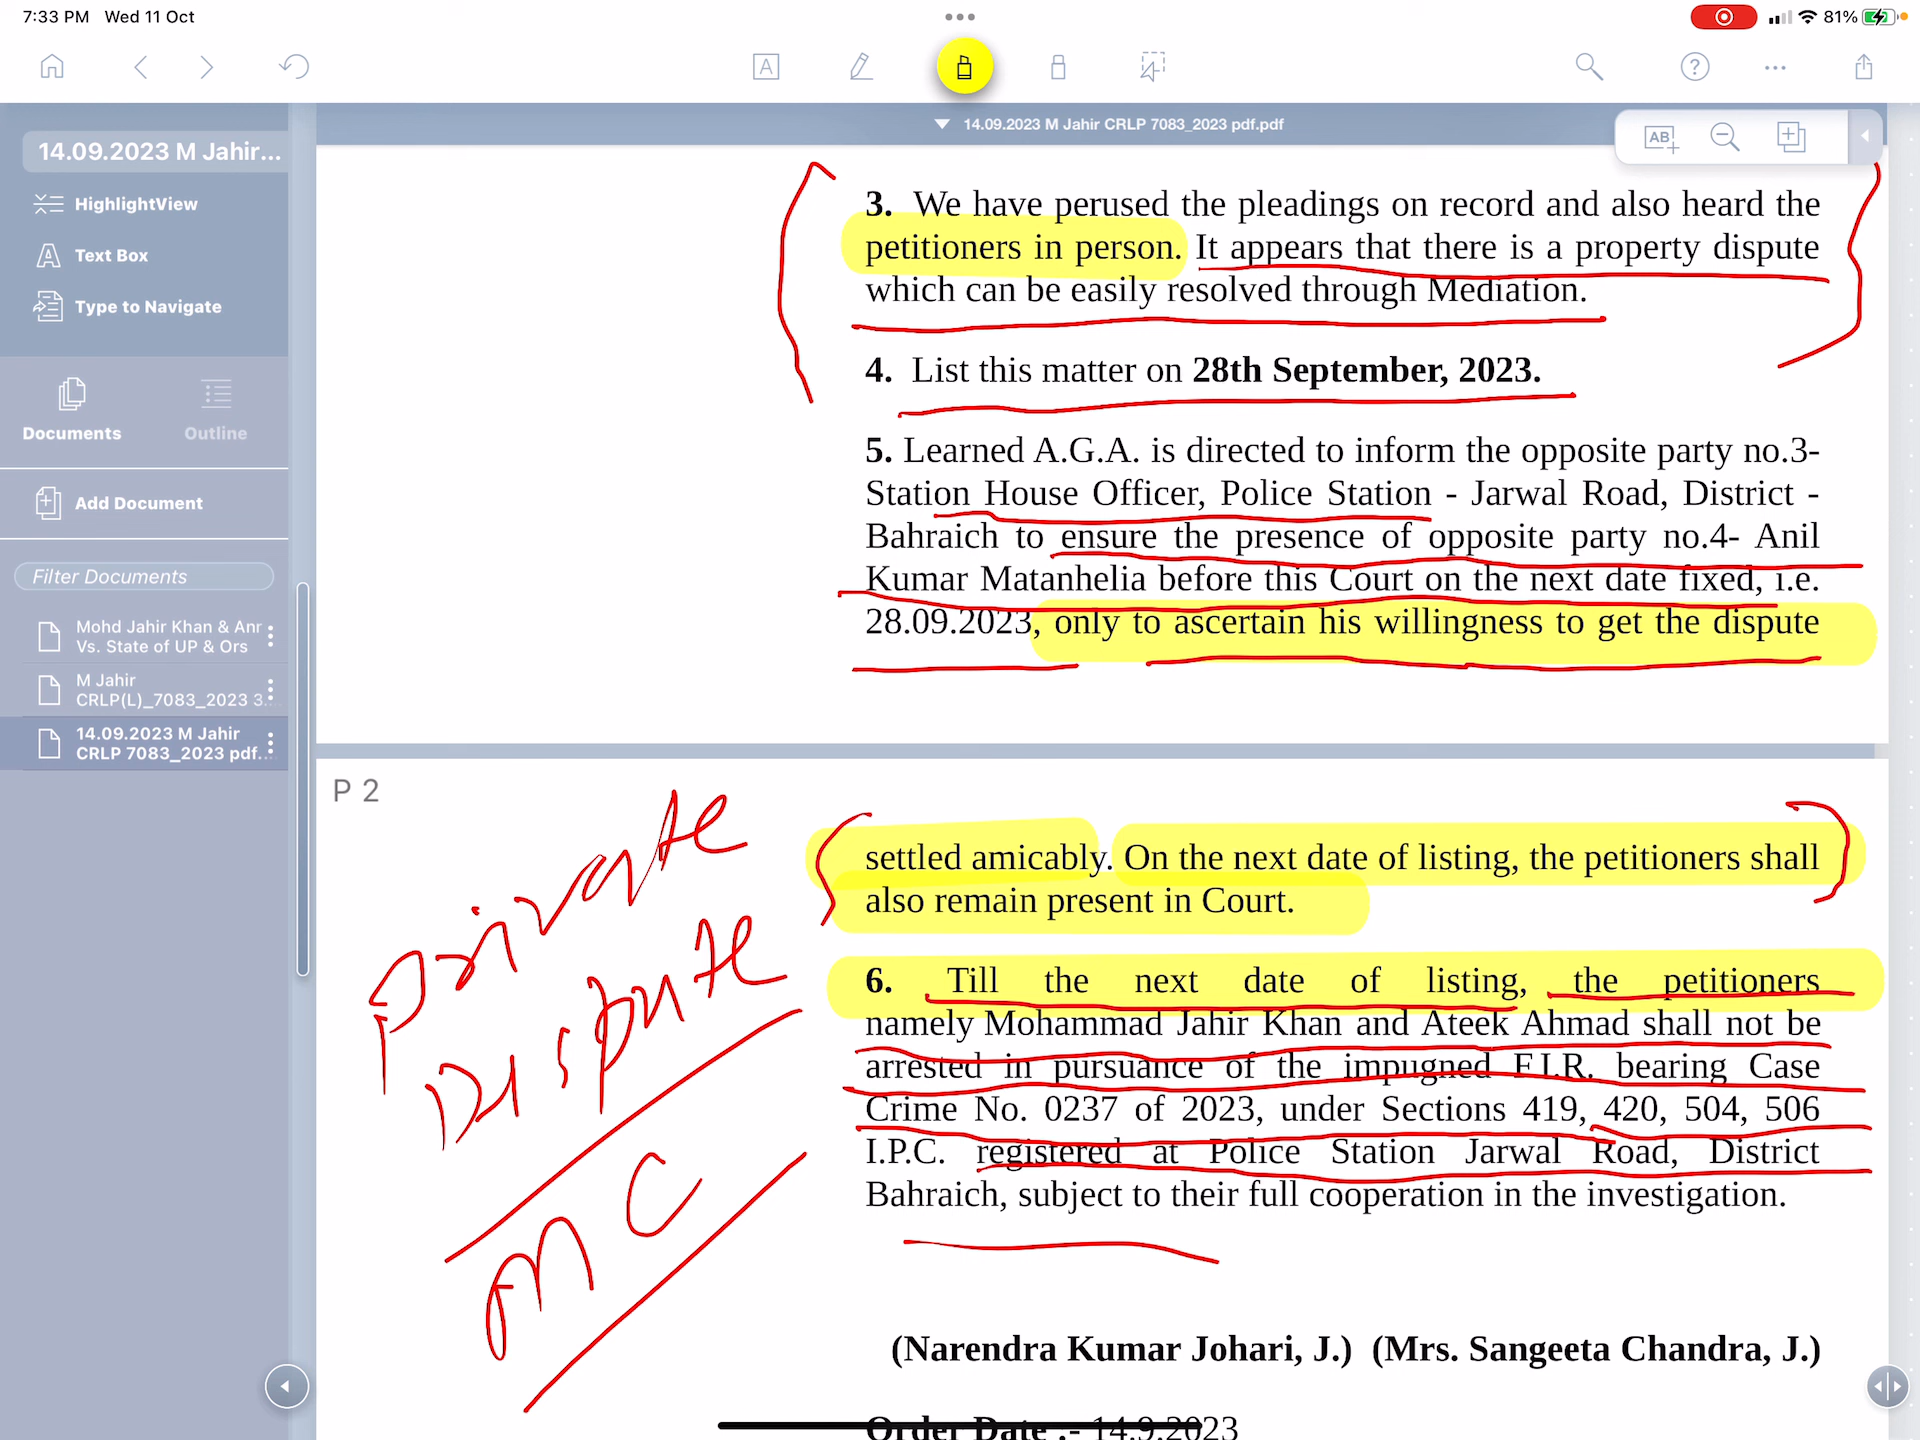 7:33 PM Wed 11 Oct
81%
A
?
14.09.2023 M Jahir CRLP 7083_2023 pdf.pdf
AB
14.09.2023 M Jahir...
HighlightView
Text Box
Type to Navigate
Documents
Outline
Add Document
Filter Documents
Mohd Jahir Khan & Anr
Vs. State of UP & Ors
M Jahir
CRLP(L)_7083_2023 3...
14.09.2023 M Jahir
CRLP 7083_2023 pdf...
3. We have perused the pleadings on record and also heard the
petitioners in person. It appears that there is a property dispute
which can be easily resolved through Mediation.
4. List this matter on 28th September, 2023.
5. Learned A.G.A. is directed to inform the opposite party no.3-
Station House Officer, Police Station - Jarwal Road, District -
Bahraich to ensure the presence of opposite party no.4- Anil
Kumar Matanhelia before this Court on the next date fixed, i.e.
28.09.2023, only to ascertain his willingness to get the dispute
P 2
Private
Dispute
MC
settled amicably. On the next date of listing, the petitioners shall
also remain present in Court.
6. Till the next date of listing, the petitioners
namely Mohammad Jahir Khan and Ateek Ahmad shall not be
arrested in pursuance of the impugned F.I.R. bearing Case
Crime No. 0237 of 2023, under Sections 419, 420, 504, 506
I.P.C. registered at Police Station Jarwal Road, District
Bahraich, subject to their full cooperation in the investigation.
(Narendra Kumar Johari, J.) (Mrs. Sangeeta Chandra, J.)
Order Date :- 14.9.2023